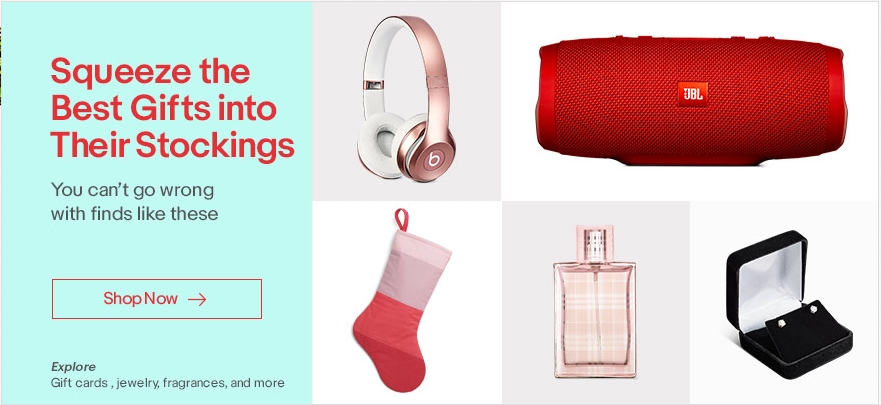 Squeeze the
Best Gifts into
Their Stockings
You can't go wrong
with finds like these
Shop Now
Explore
Gift cards , jewelry, fragrances, and more
b
JBL